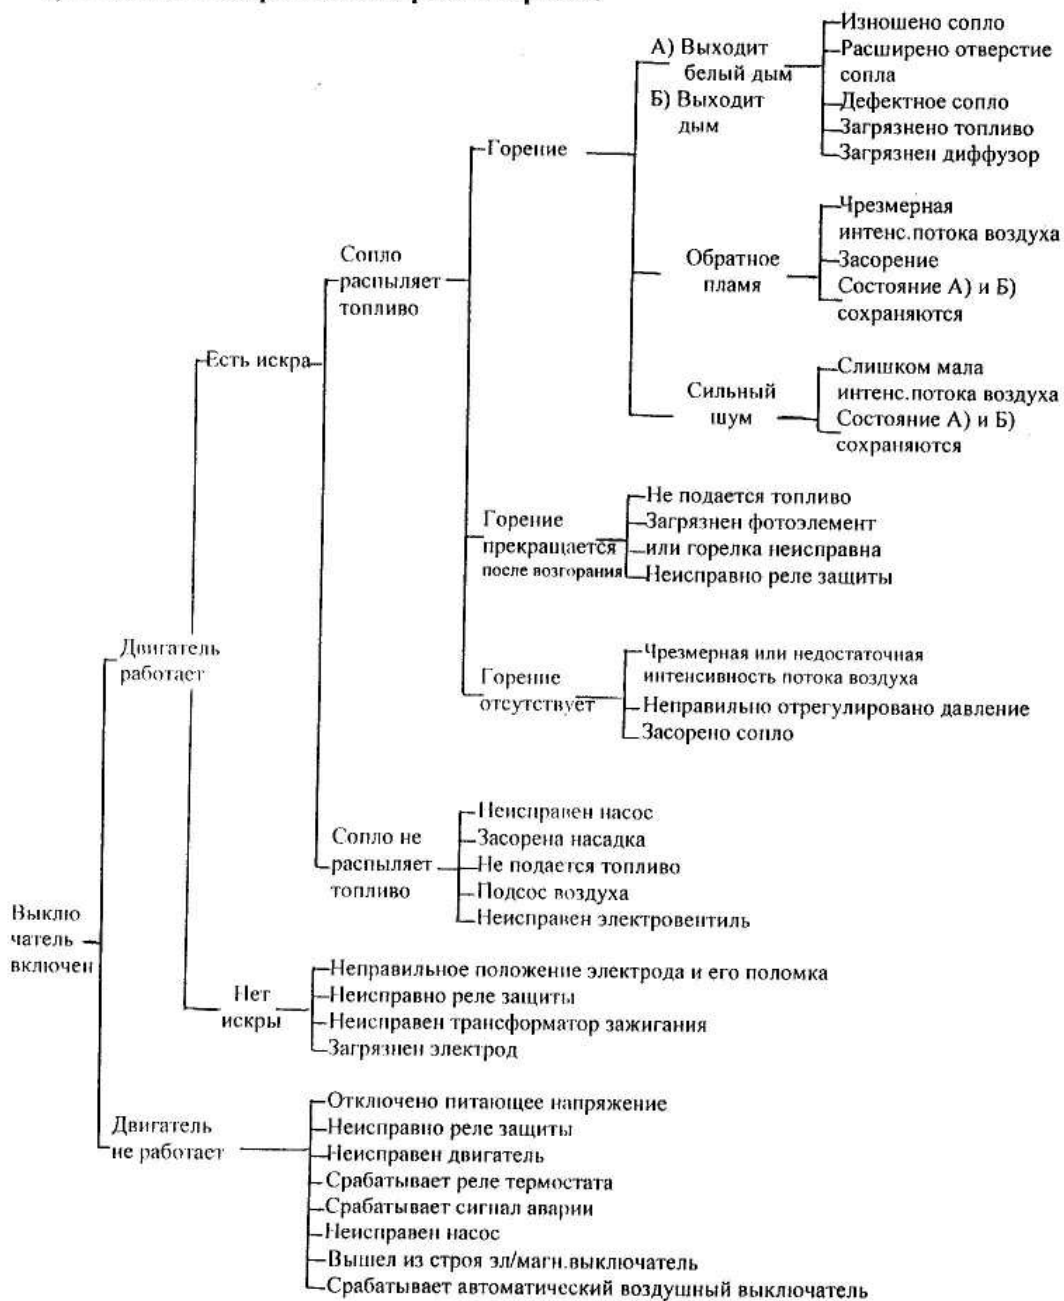 А) Выходит
белый дым
Б) Выходит
дым
Изношено сопло
Расширено отверстие
сопла
Дефектное сопло
Загрязнено топливо
Загрязнен диффузор
Горение
Чрезмерная
интенс.потока воздуха
Засорение
Состояние А) и Б)
сохраняются
Обратное
пламя
Сопло
распыляет
топливо
Есть искра
Слишком мала
интенс.потока воздуха
Состояние А) и Б)
сохраняются
Сильный
шум
Горение
прекращается
после возгорания
Не подается топливо
Загрязнен фотоэлемент
или горелка неисправна
Неисправно реле защиты
Двигатель
работает
Горение
отсутствует
Чрезмерная или недостаточная
интенсивность потока воздуха
Неправильно отрегулировано давление
Засорено сопло
Сопло не
распыляет
топливо
Неисправен насос
Засорена насадка
Не подается топливо
Подсос воздуха
Неисправен электровентиль
Выклю
чатель
включен
Нет
искры
Неправильное положение электрода и его поломка
Неисправно реле защиты
Неисправен трансформатор зажигания
Загрязнен электрод
Двигатель
не работает
Отключено питающее напряжение
Неисправно реле защиты
Неисправен двигатель
Срабатывает реле термостата
Срабатывает сигнал аварии
Неисправен насос
Вышел из строя эл/магн.выключатель
Срабатывает автоматический воздушный выключатель